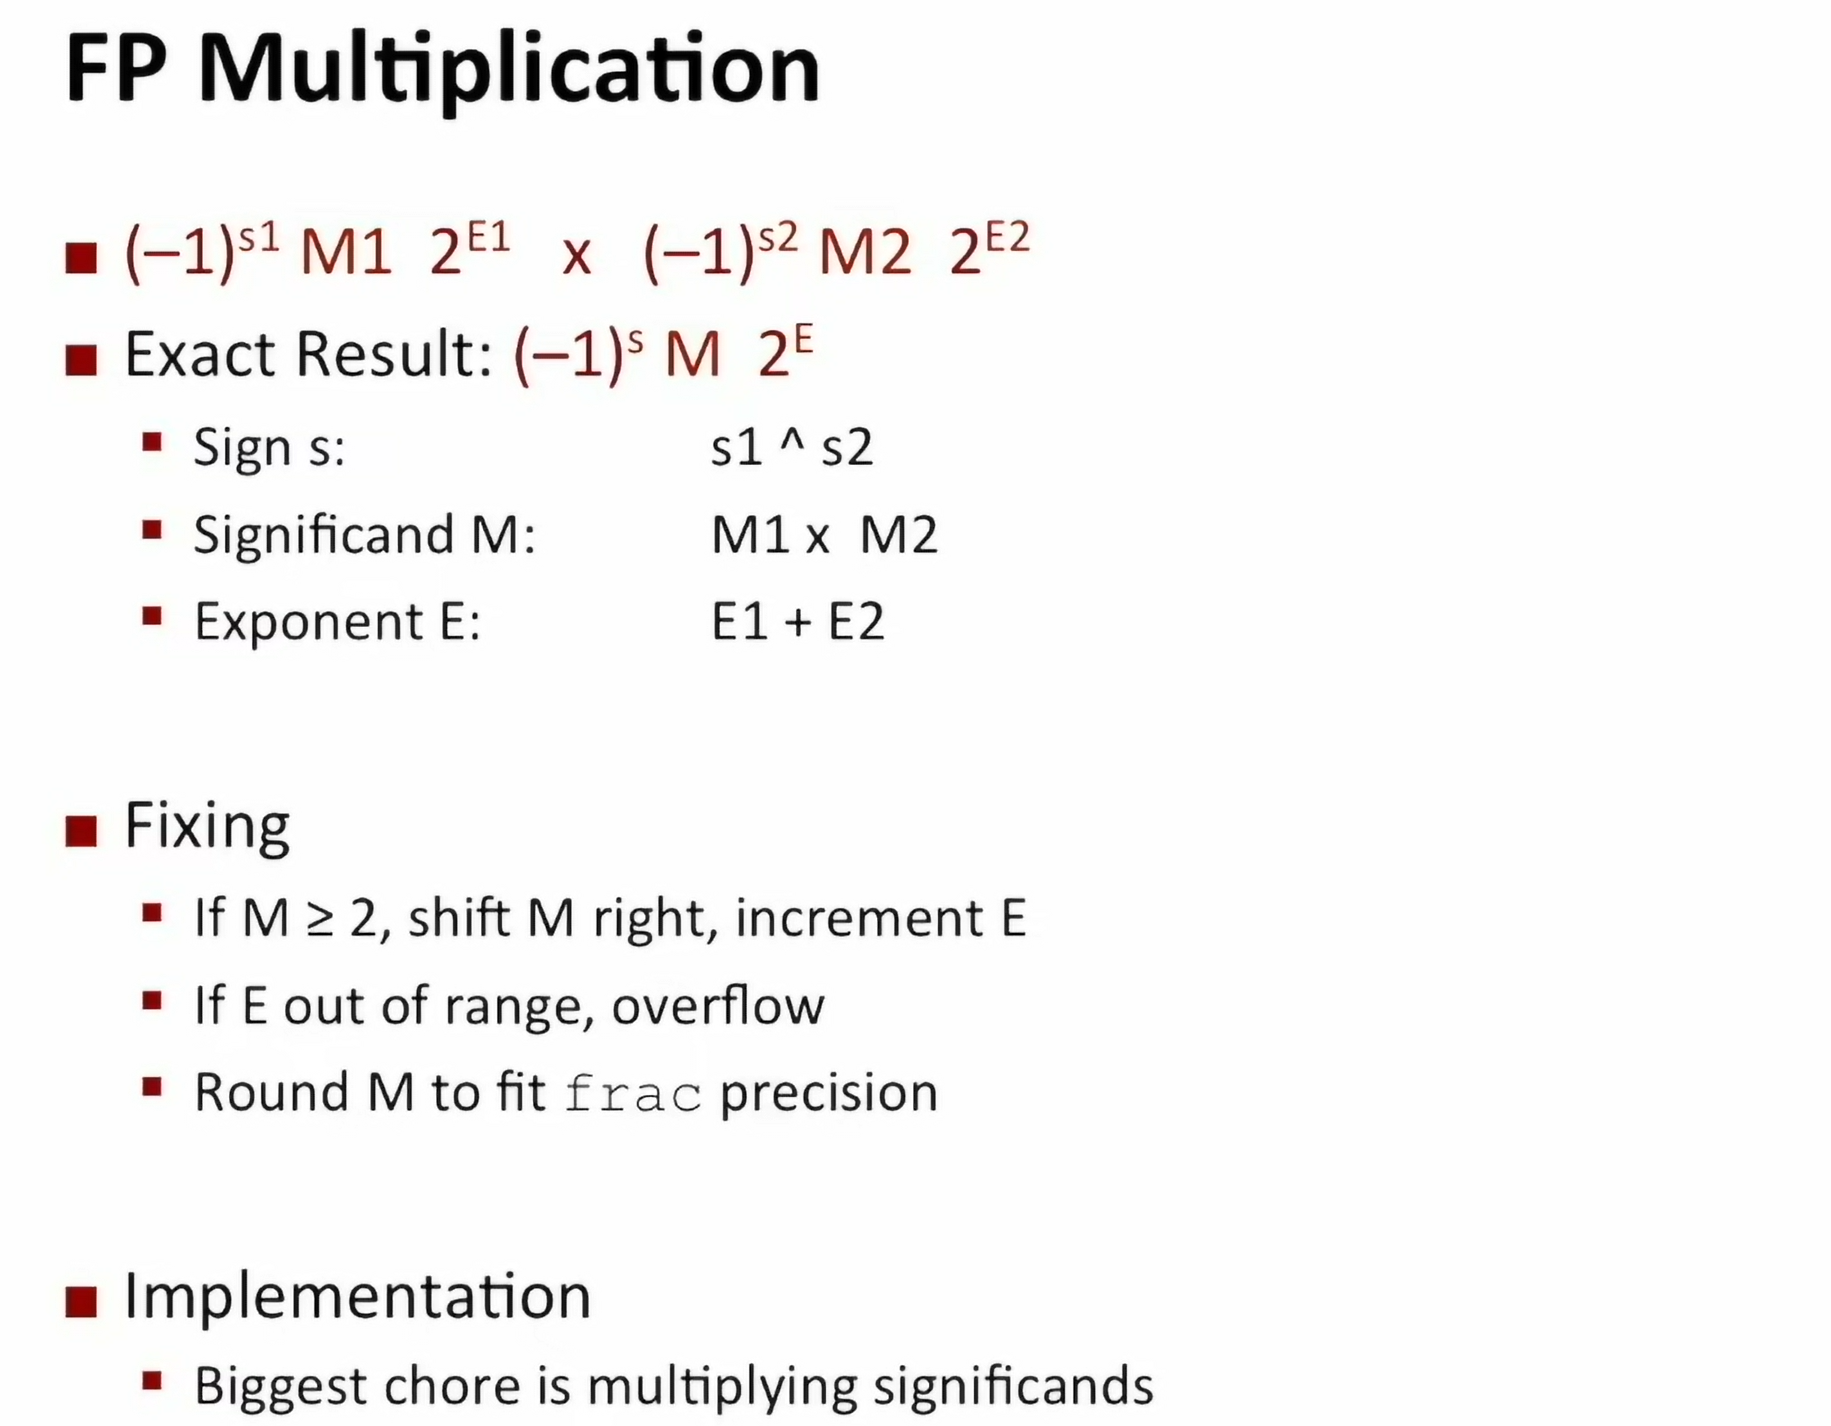 FP Multiplication
■ (–1)^s1 M1 2^E1 x (–1)^s2 M2 2^E2
■ Exact Result: (–1)^s M 2^E
▪ Sign s: s1 ^ s2
▪ Significand M: M1 x M2
▪ Exponent E: E1 + E2
■ Fixing
▪ If M ≥ 2, shift M right, increment E
▪ If E out of range, overflow
▪ Round M to fit frac precision
■ Implementation
▪ Biggest chore is multiplying significands